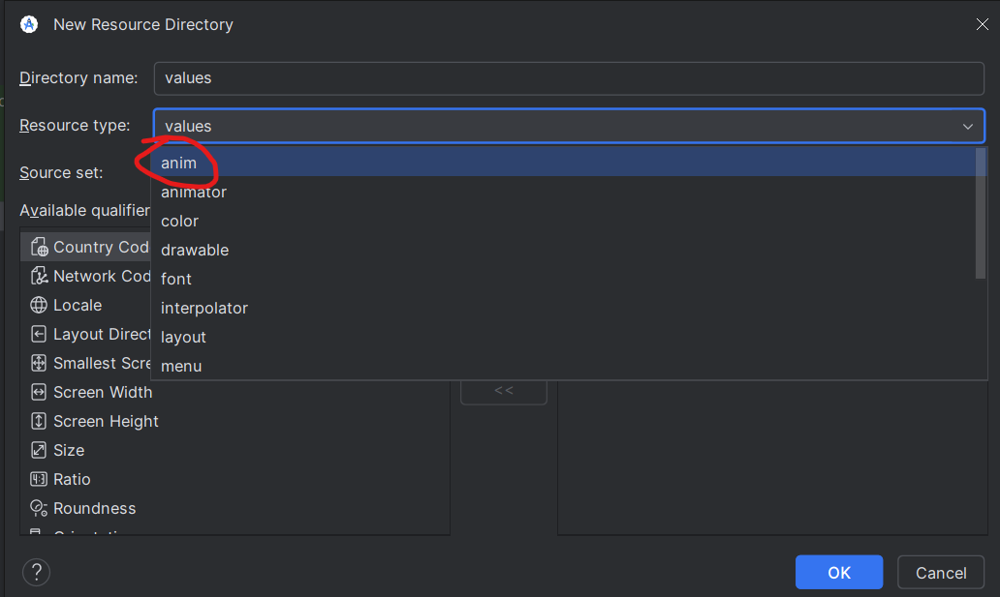 New Resource Directory
Directory name: values
Resource type: values
Source set:
anim
animator
color
drawable
font
interpolator
layout
menu
Available qualifier
Country Cod
Network Cod
Locale
Layout Direct
Smallest Scre
Screen Width
Screen Height
Size
Ratio
Roundness
<<
?
OK Cancel